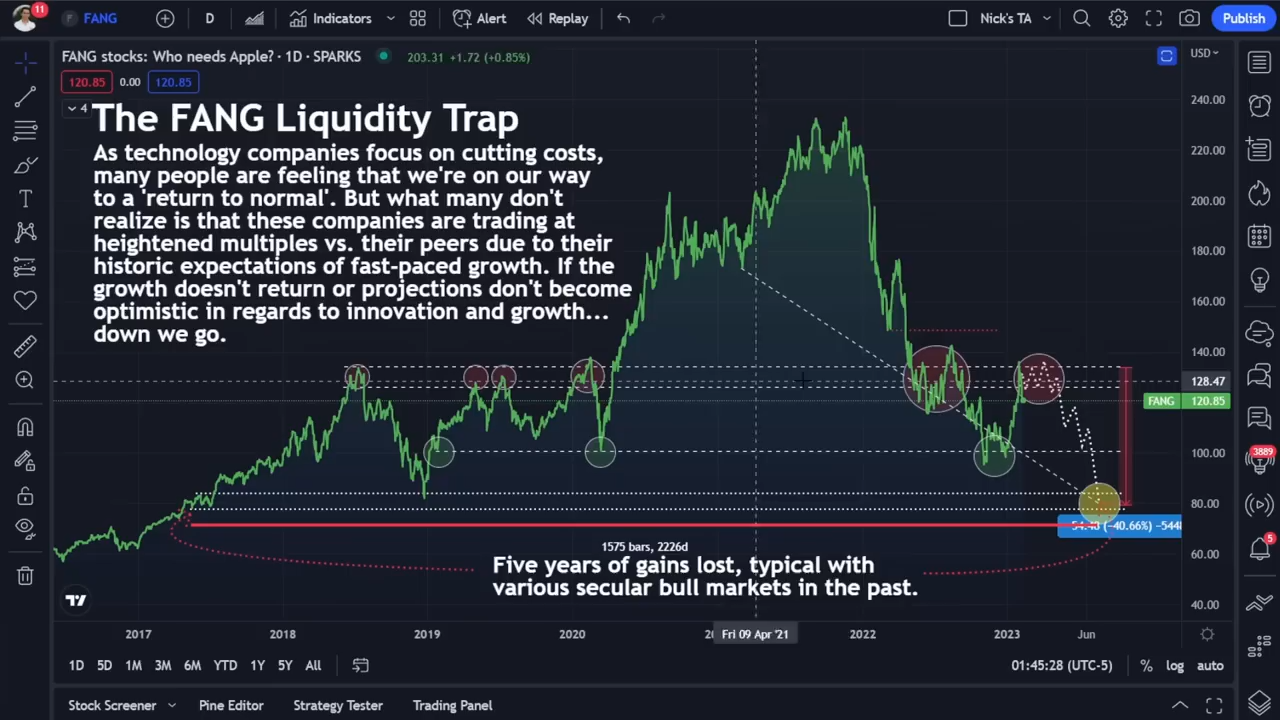 11
FANG
D
Indicators
Alert
Replay
Nick's TA
Publish
FANG stocks: Who needs Apple? · 1D · SPARKS
203.31 +1.72 (+0.85%)
USD
120.85
0.00
120.85
4
The FANG Liquidity Trap
As technology companies focus on cutting costs,
many people are feeling that we're on our way
to a 'return to normal'. But what many don't
realize is that these companies are trading at
heightened multiples vs. their peers due to their
historic expectations of fast-paced growth. If the
growth doesn't return or projections don't become
optimistic in regards to innovation and growth...
down we go.
240.00
220.00
200.00
180.00
160.00
140.00
128.47
FANG 120.85
100.00
80.00
60.00
40.00
(−40.66%)
1575 bars, 2226d
Five years of gains lost, typical with
various secular bull markets in the past.
3889
5
2017
2018
2019
2020
Fri 09 Apr '21
2022
2023
Jun
1D
5D
1M
3M
6M
YTD
1Y
5Y
All
01:45:28 (UTC-5)
%
log
auto
Stock Screener
Pine Editor
Strategy Tester
Trading Panel